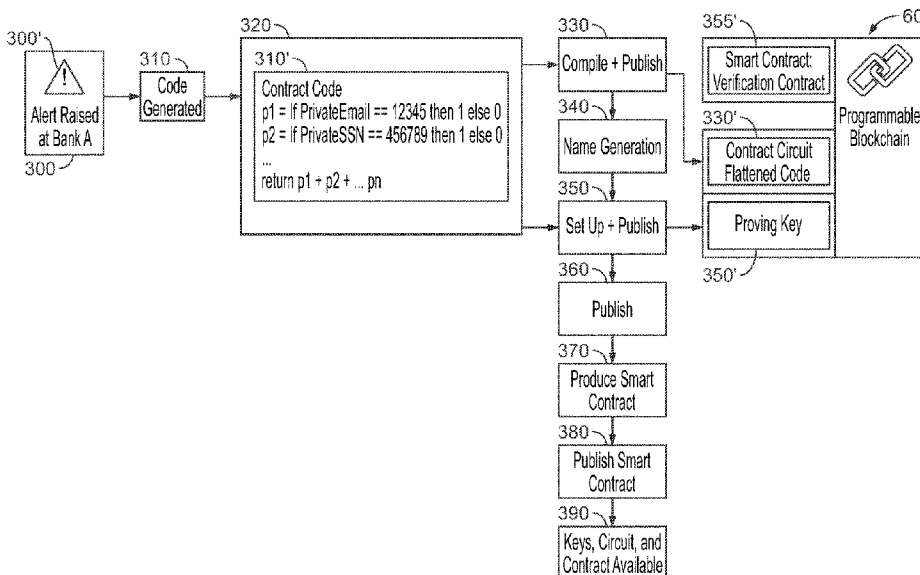 300'
Alert Raised
at Bank A
300
310
Code
Generated
320
310'
Contract Code
p1 = If PrivateEmail == 12345 then 1 else 0
p2 = If PrivateSSN == 456789 then 1 else 0
...
return p1 + p2 + ... pn
330
Compile + Publish
340
Name Generation
350
Set Up + Publish
360
Publish
370
Produce Smart
Contract
380
Publish Smart
Contract
390
Keys, Circuit, and
Contract Available
355'
Smart Contract:
Verification Contract
330'
Contract Circuit
Flattened Code
Proving Key
350'
60
Programmable
Blockchain